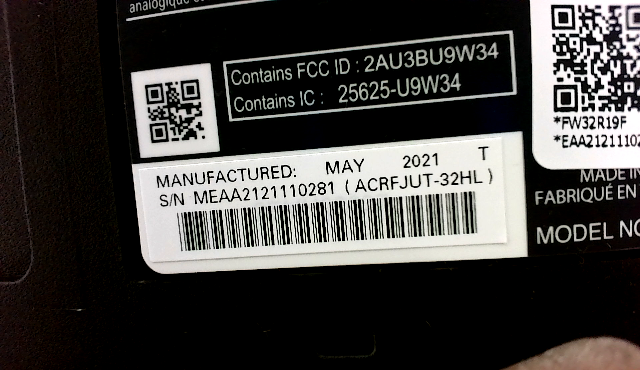 analogique
Contains FCC ID : 2AU3BU9W34
Contains IC : 25625-U9W34
MANUFACTURED: MAY 2021 T
S/N MEAA2121110281 ( ACRFJUT-32HL )
*FW32R19F
*EAA21211102
MADE IN
FABRIQUÉ EN
MODEL NO